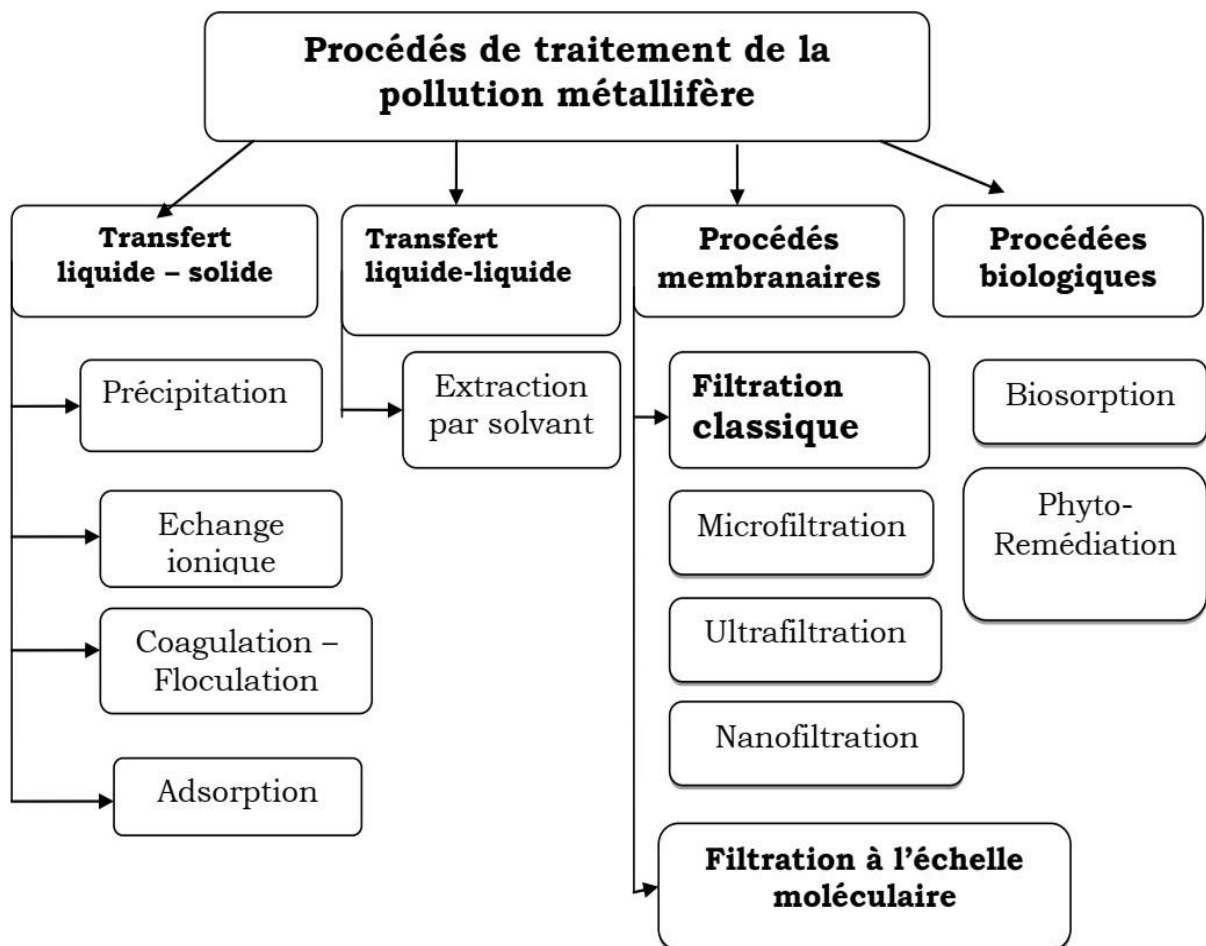 Procédés de traitement de la
pollution métallifère
Transfert
liquide – solide
Précipitation
Echange
ionique
Coagulation –
Floculation
Adsorption
Transfert
liquide-liquide
Extraction
par solvant
Procédés
membranaires
Filtration
classique
Microfiltration
Ultrafiltration
Nanofiltration
Filtration à l’échelle
moléculaire
Procédées
biologiques
Biosorption
Phyto-
Remédiation